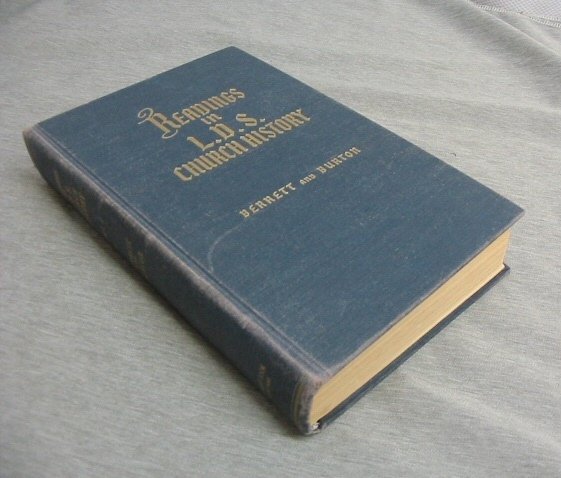 READINGS
in
L.D.S.
CHURCH HISTORY
BERRETT AND BURTON